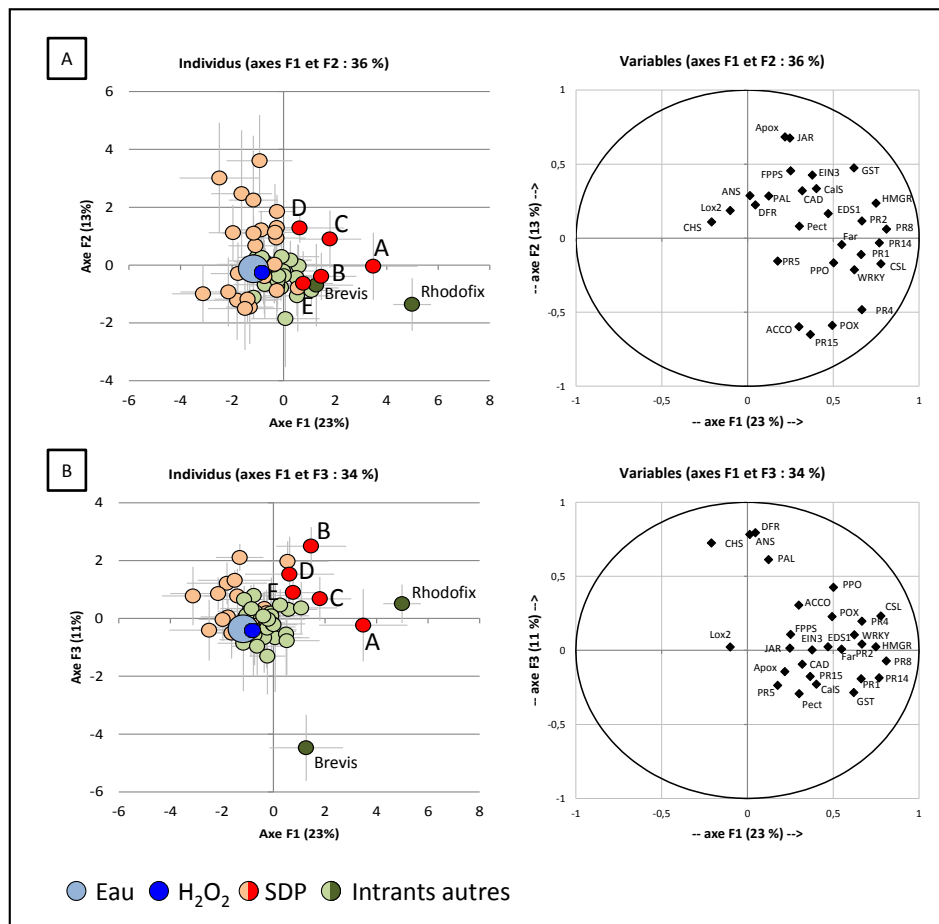 A
Individus (axes F1 et F2 : 36 %)
6
4
2
0
-2
-4
-6 -4 -2 0 2 4 6 8
Axe F2 (13%)
Axe F1 (23%)
D
C
A
B
E
Brevis
Rhodofix
Variables (axes F1 et F2 : 36 %)
1
0,5
0
-0,5
-1
-1 -0,5 0 0,5 1
-- axe F2 (13 %) -->
-- axe F1 (23 %) -->
Apox
JAR
FPPS
EIN3
GST
ANS
PAL
CAD
CalS
HMGR
Lox2
DFR
EDS1
PR2
CHS
Pect
PR8
Far
PR14
PR5
PR1
PPO
CSL
WRKY
PR4
ACCO
POX
PR15
B
Individus (axes F1 et F3 : 34 %)
4
2
0
-2
-4
-6
-6 -4 -2 0 2 4 6 8
Axe F3 (11%)
Axe F1 (23%)
B
D
E
C
A
Rhodofix
Brevis
Variables (axes F1 et F3 : 34 %)
1
0,5
0
-0,5
-1
-1 -0,5 0 0,5 1
-- axe F3 (11 %) -->
-- axe F1 (23 %) -->
DFR
CHS
ANS
PAL
PPO
ACCO
CSL
POX
PR4
FPPS
WRKY
Lox2
EIN3
EDS1
HMGR
JAR
Far
PR2
PR8
Apox
CAD
PR15
PR14
PR5
CalS
PR1
Pect
GST
Eau
H₂O₂
SDP
Intrants autres